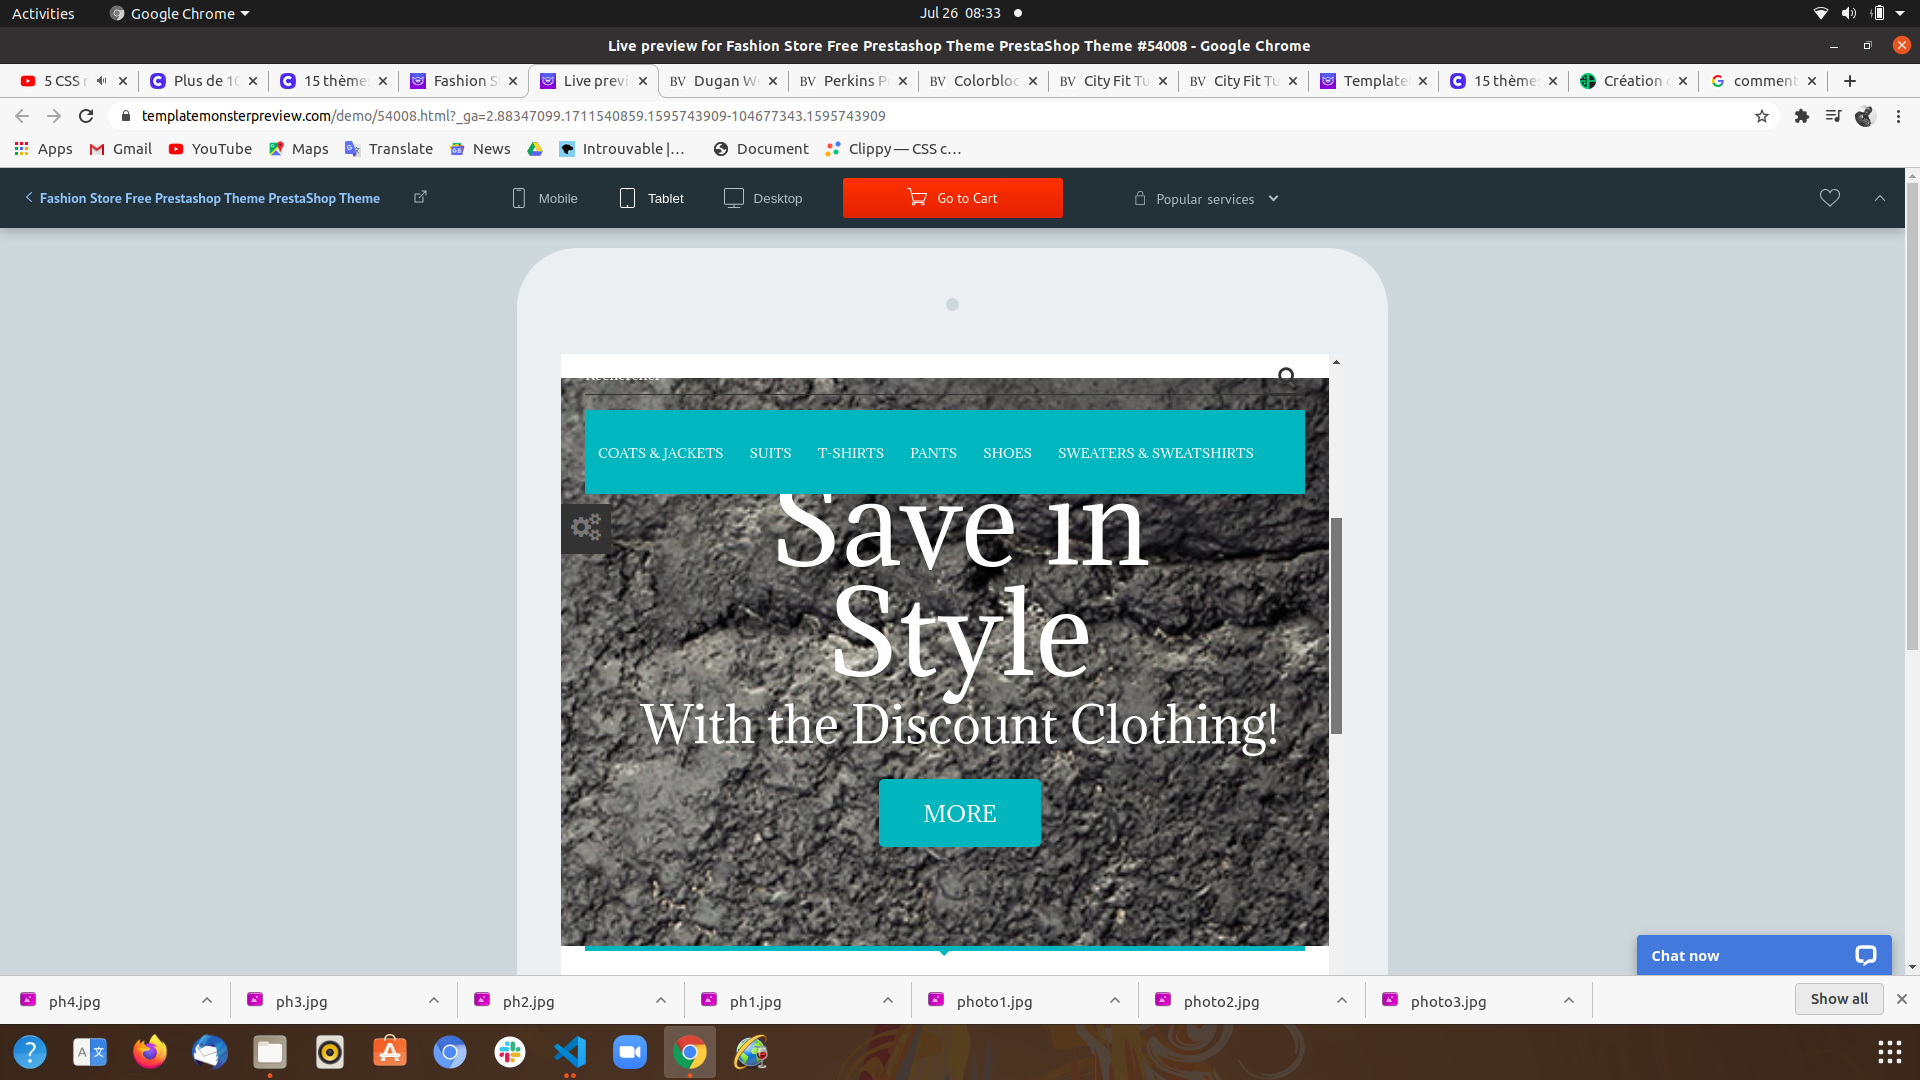 Activities Google Chrome Jul 26 08:33
Live preview for Fashion Store Free Prestashop Theme PrestaShop Theme #54008 - Google Chrome
5 CSS Plus de 15 thème Fashion Live previ BV Dugan W BV Perkins BV Colorbloc BV City Fit Tu BV City Fit Tu Template 15 thème Création comment
templatemonsterpreview.com/demo/54008.html?_ga=2.88347099.1711540859.1595743909-104677343.1595743909
Apps Gmail YouTube Maps Translate News Introuvable |… Document Clippy — CSS c…
Fashion Store Free Prestashop Theme PrestaShop Theme Mobile Tablet Desktop Go to Cart Popular services
COATS & JACKETS SUITS T-SHIRTS PANTS SHOES SWEATERS & SWEATSHIRTS
Save in
Style
With the Discount Clothing!
MORE
Chat now
ph4.jpg ph3.jpg ph2.jpg ph1.jpg photo1.jpg photo2.jpg photo3.jpg Show all